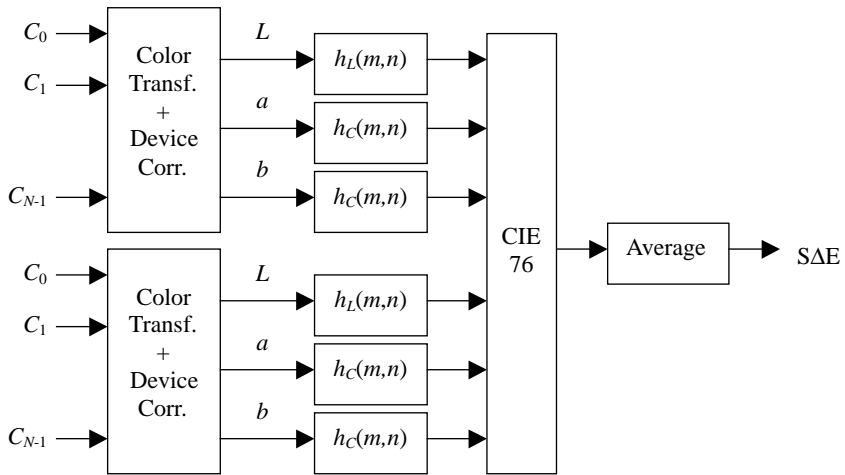 C0
C1
CN-1
Color
Transf.
+
Device
Corr.
L
a
b
hL(m,n)
hC(m,n)
hC(m,n)
C0
C1
CN-1
Color
Transf.
+
Device
Corr.
L
a
b
hL(m,n)
hC(m,n)
hC(m,n)
CIE
76
Average
SΔE